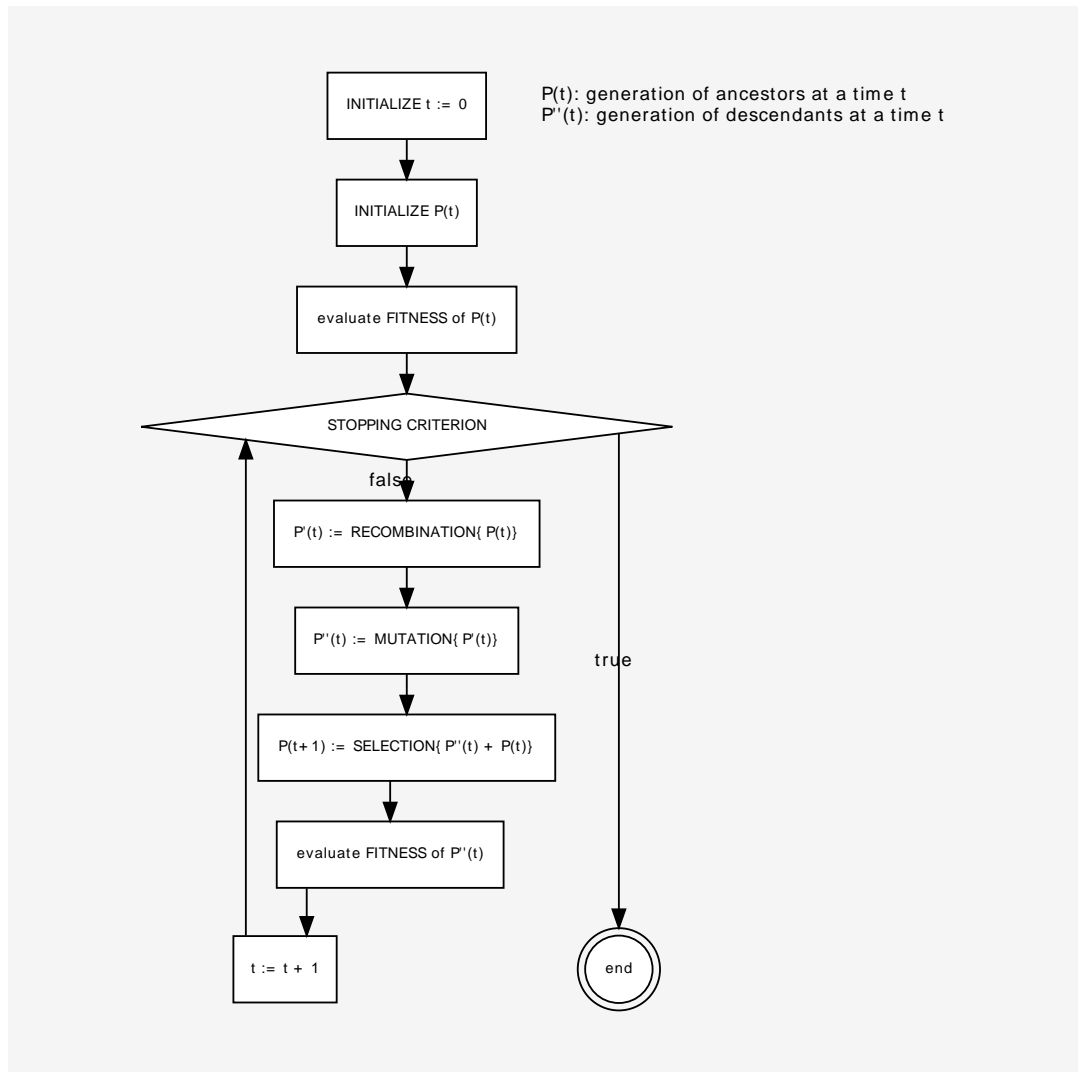 INITIALIZE t := 0
P(t): generation of ancestors at a time t
P''(t): generation of descendants at a time t
INITIALIZE P(t)
evaluate FITNESS of P(t)
STOPPING CRITERION
false
P'(t) := RECOMBINATION{P(t)}
P''(t) := MUTATION{P'(t)}
true
P(t+1) := SELECTION{P''(t) + P(t)}
evaluate FITNESS of P''(t)
t := t + 1
end